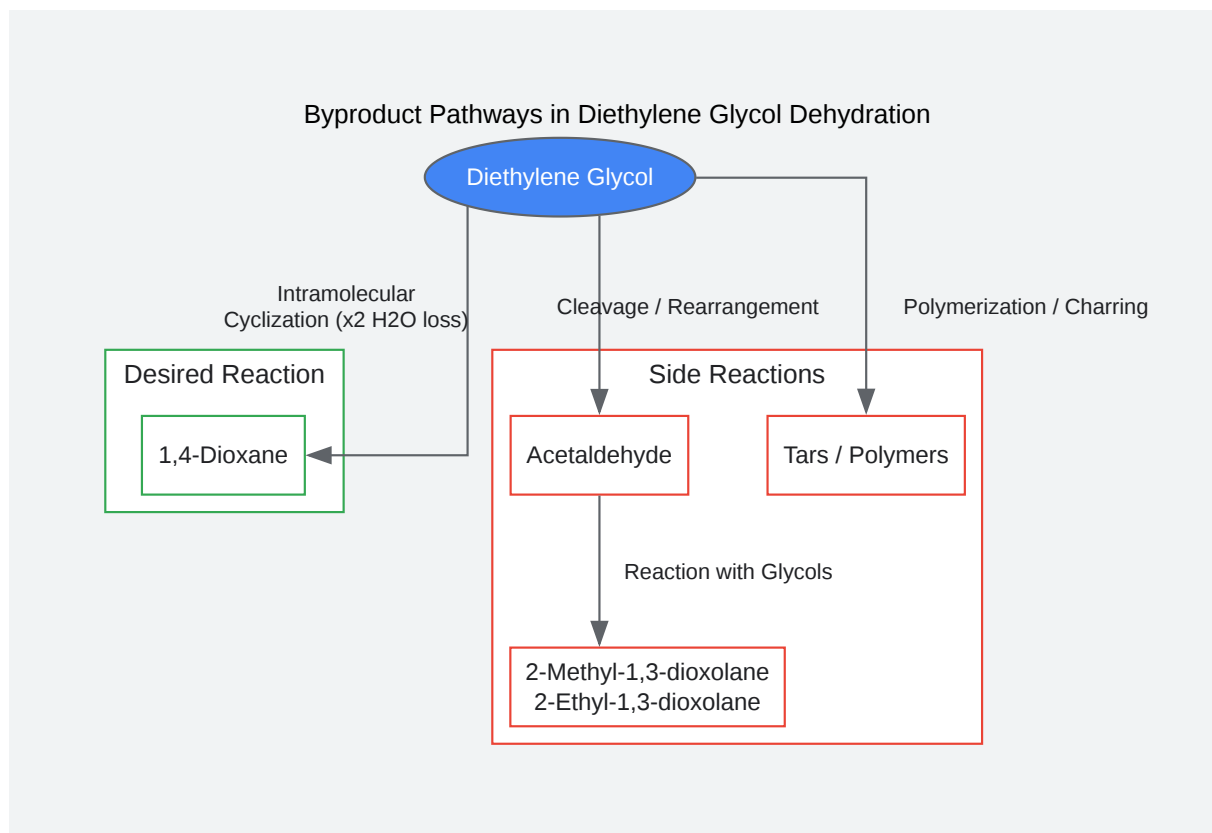 Byproduct Pathways in Diethylene Glycol Dehydration
Diethylene Glycol
Intramolecular
Cyclization (x2 H2O loss)
Cleavage / Rearrangement
Polymerization / Charring
Desired Reaction
1,4-Dioxane
Side Reactions
Acetaldehyde
Tars / Polymers
Reaction with Glycols
2-Methyl-1,3-dioxolane
2-Ethyl-1,3-dioxolane